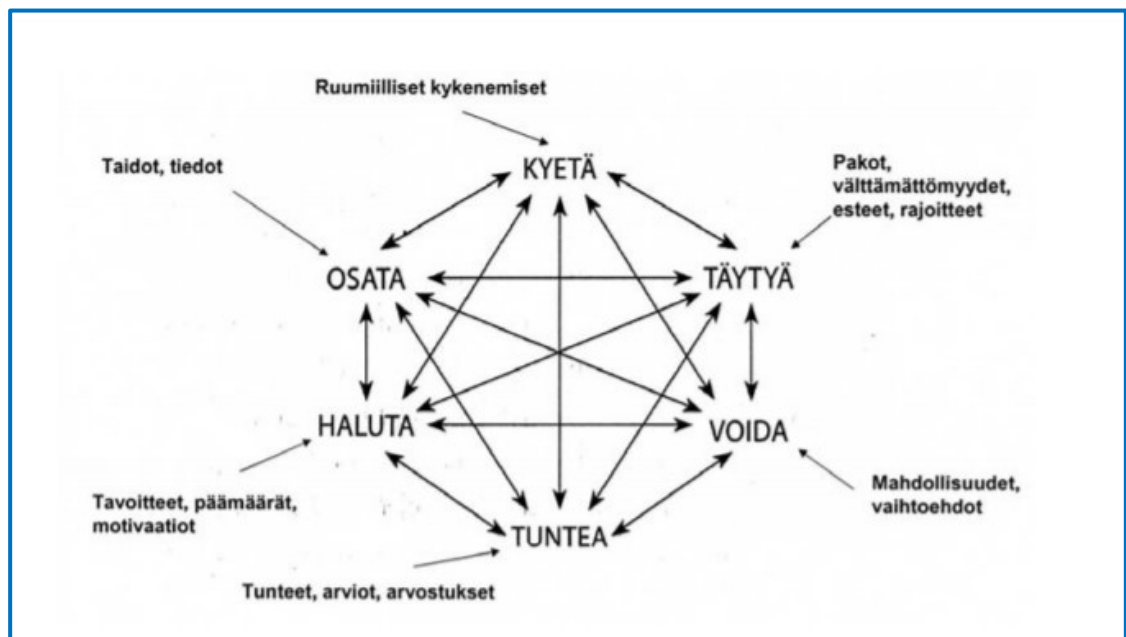 Ruumiilliset kykenemiset
KYETÄ
Taidot, tiedot
Pakot,
välttämättömyydet,
esteet, rajoitteet
OSATA
TÄYTYÄ
HALUTA
VOIDA
Tavoitteet, päämäärät,
motivaatiot
Mahdollisuudet,
vaihtoehdot
TUNTEA
Tunteet, arviot, arvostukset